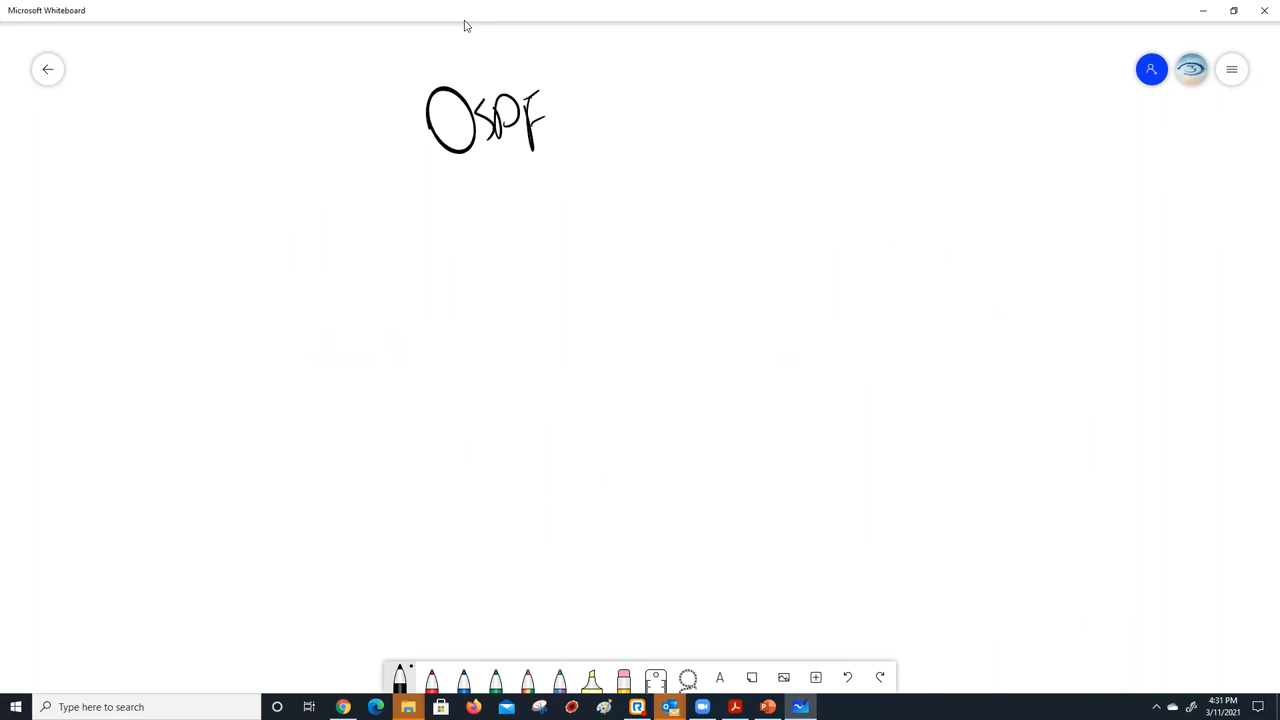 Microsoft Whiteboard
OSPF
A
Type here to search
4:31 PM
3/11/2021